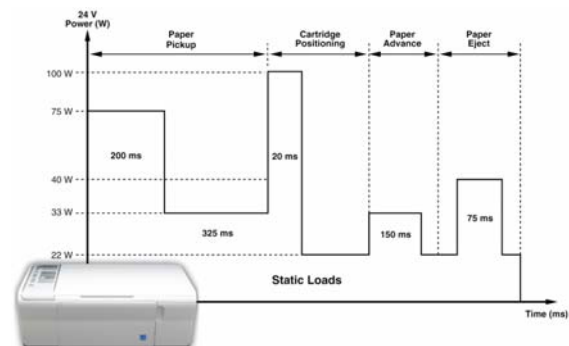 24 V
Power (W)
Paper
Pickup
Cartridge
Positioning
Paper
Advance
Paper
Eject
100 W
75 W
200 ms
20 ms
40 W
75 ms
33 W
325 ms
150 ms
22 W
Static Loads
Time (ms)